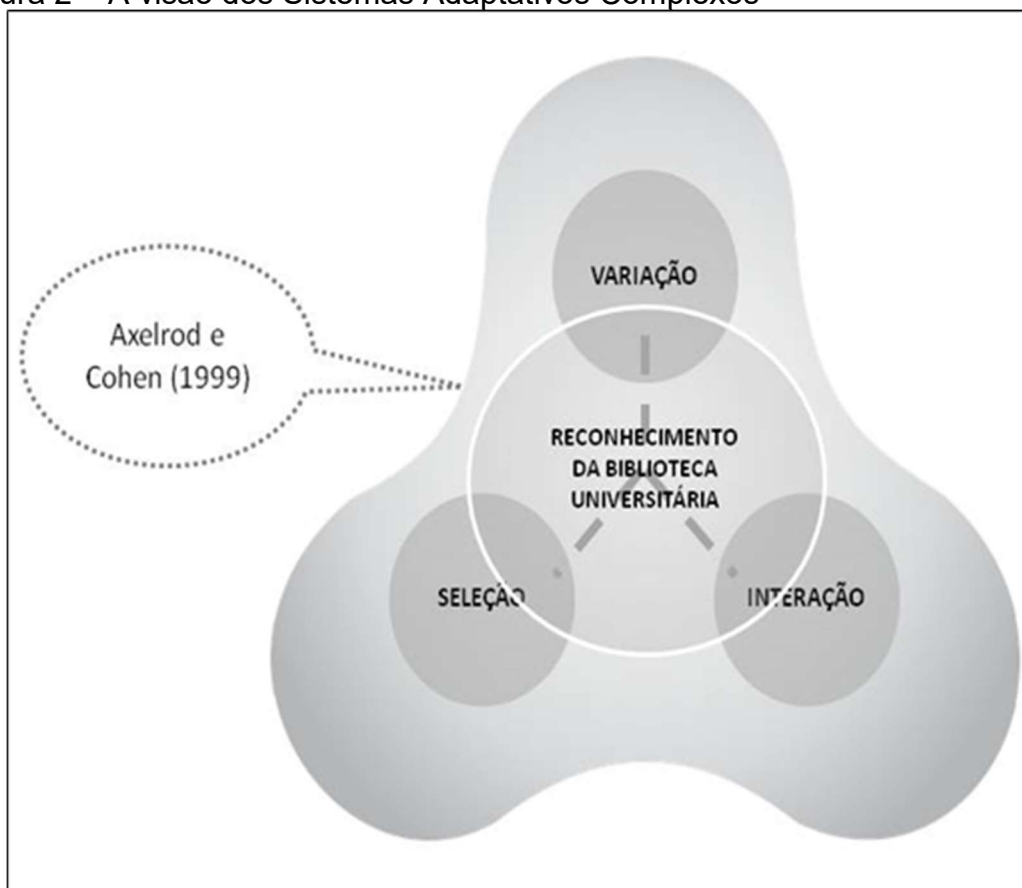 ura 2 – A visão dos Sistemas Adaptativos Complexos
VARIAÇÃO
Axelrod e
Cohen (1999)
RECONHECIMENTO
DA BIBLIOTECA
UNIVERSITÁRIA
SELEÇÃO
INTERAÇÃO